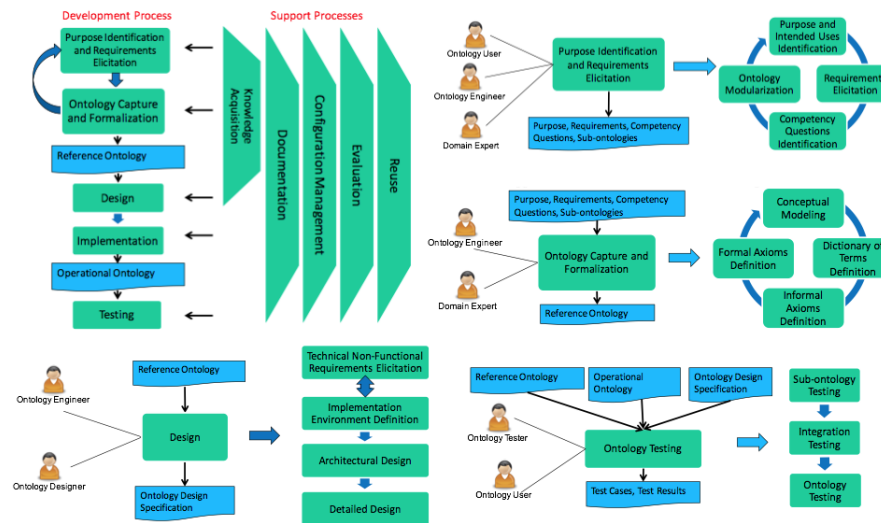 Development Process
Support Processes
Purpose Identification
and Requirements
Elicitation
Ontology Capture
and Formalization
Reference Ontology
Design
Implementation
Operational Ontology
Testing
Knowledge
Acquisition
Documentation
Configuration Management
Evaluation
Reuse
Ontology User
Ontology Engineer
Domain Expert
Purpose Identification
and Requirements
Elicitation
Purpose, Requirements, Competency
Questions, Sub-ontologies
Purpose and
Intended Uses
Identification
Ontology
Modularization
Requirements
Elicitation
Competency
Questions
Identification
Purpose, Requirements, Competency
Questions, Sub-ontologies
Ontology Engineer
Domain Expert
Ontology Capture and
Formalization
Reference Ontology
Conceptual
Modeling
Formal Axioms
Definition
Dictionary of
Terms
Definition
Informal
Axioms
Definition
Reference Ontology
Ontology Engineer
Ontology Designer
Design
Ontology Design
Specification
Technical Non-Functional
Requirements Elicitation
Implementation
Environment Definition
Architectural Design
Detailed Design
Reference Ontology
Operational
Ontology
Ontology Design
Specification
Ontology Tester
Ontology User
Ontology Testing
Test Cases, Test Results
Sub-ontology
Testing
Integration
Testing
Ontology
Testing